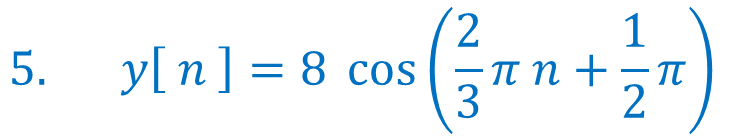 5. y[ n ] = 8 cos(2/3 π n + 1/2 π)